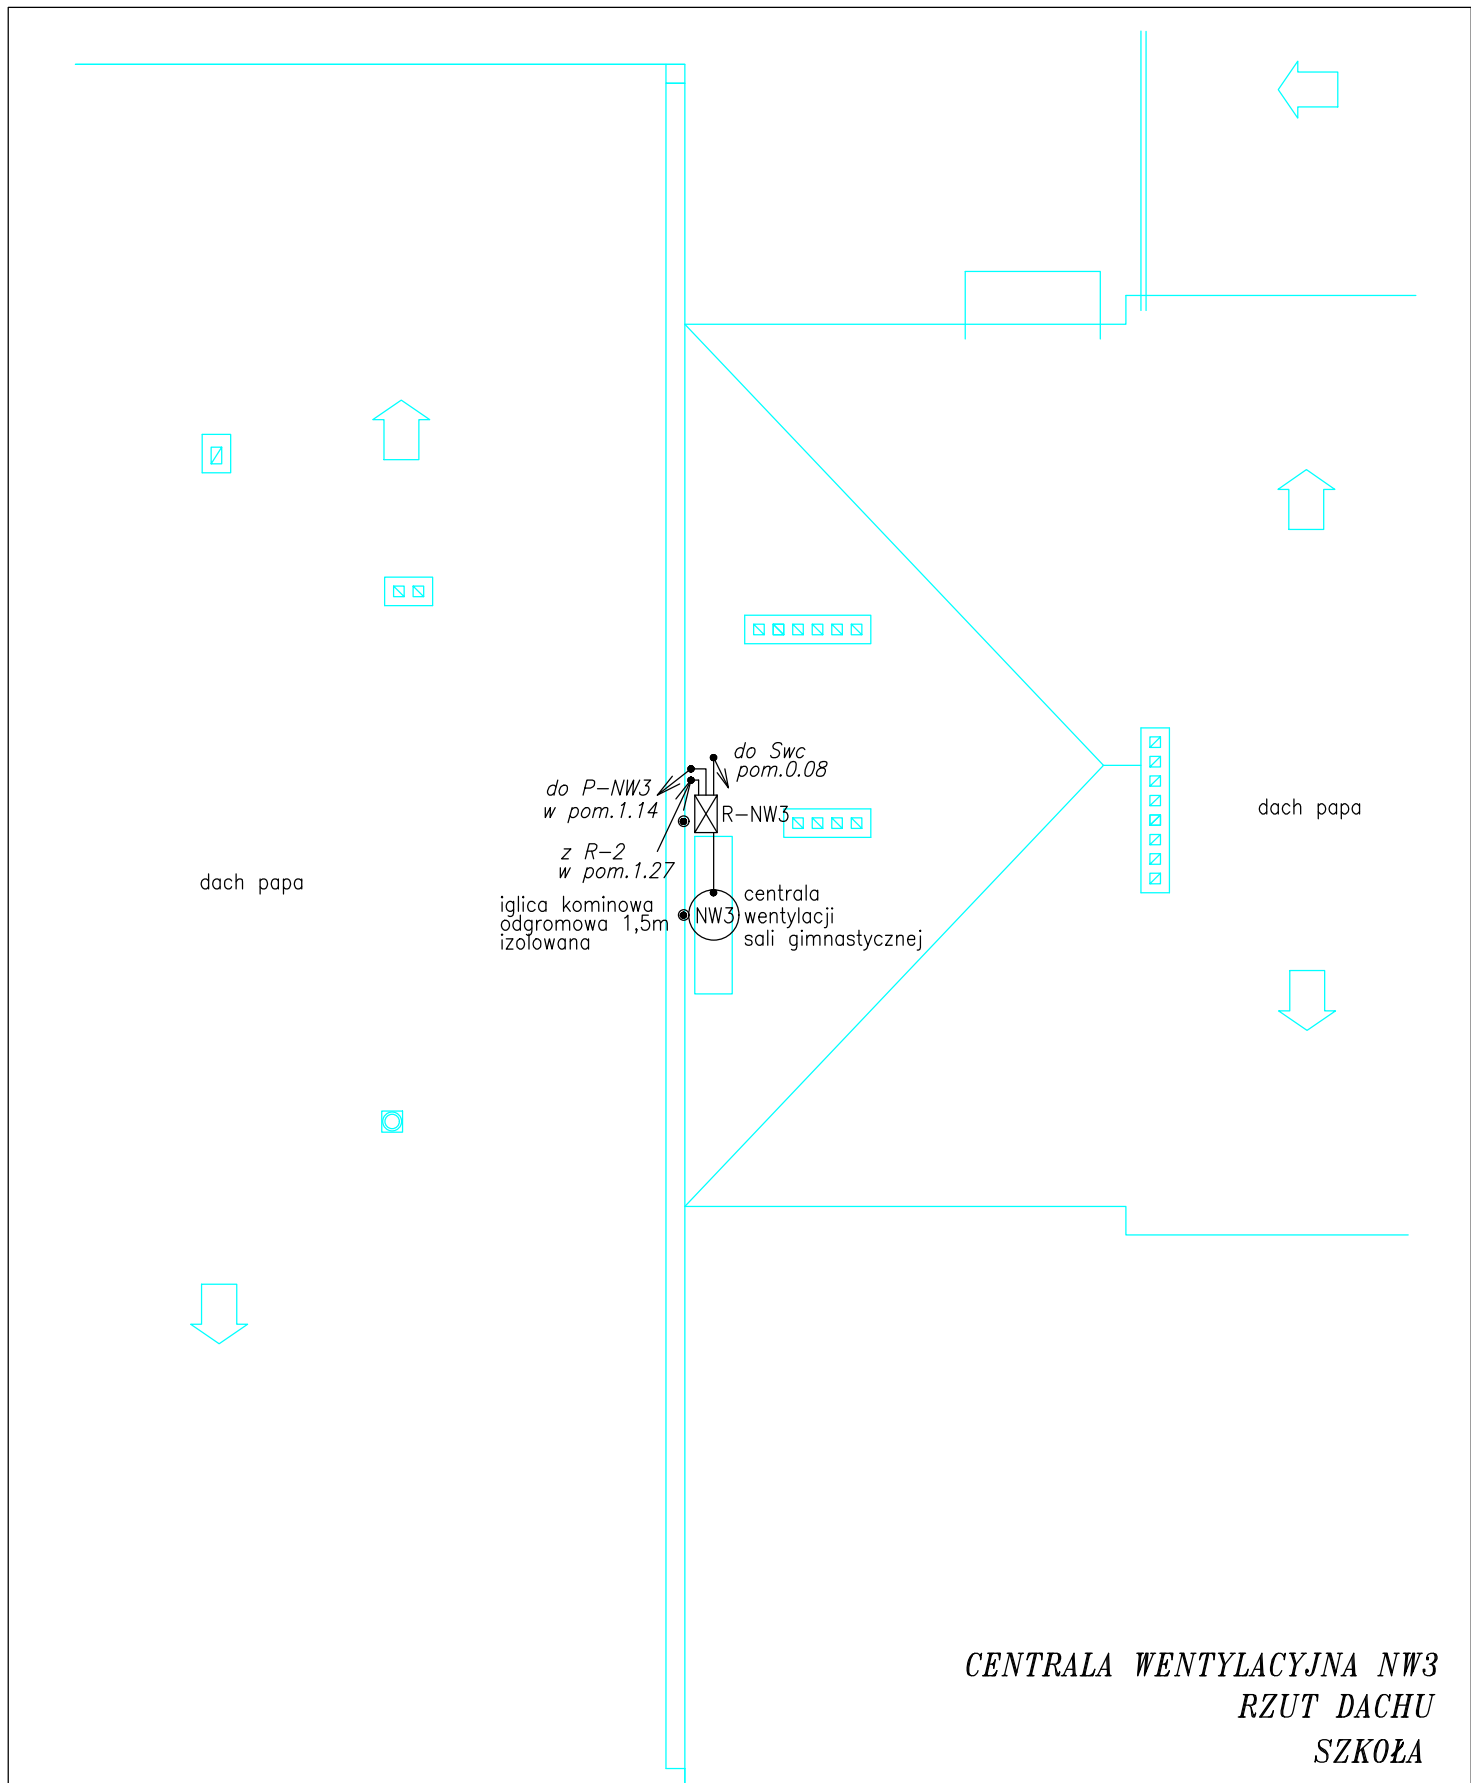 do Swc
pom.0.08
do P-NW3
w pom.1.14
R-NW3
dach papa
z R-2
w pom.1.27
dach papa
iglica kominowa
odgromowa 1,5m
izolowana
NW3
centrala
wentylacji
sali gimnastycznej
CENTRALA WENTYLACYJNA NW3
RZUT DACHU
SZKOŁA